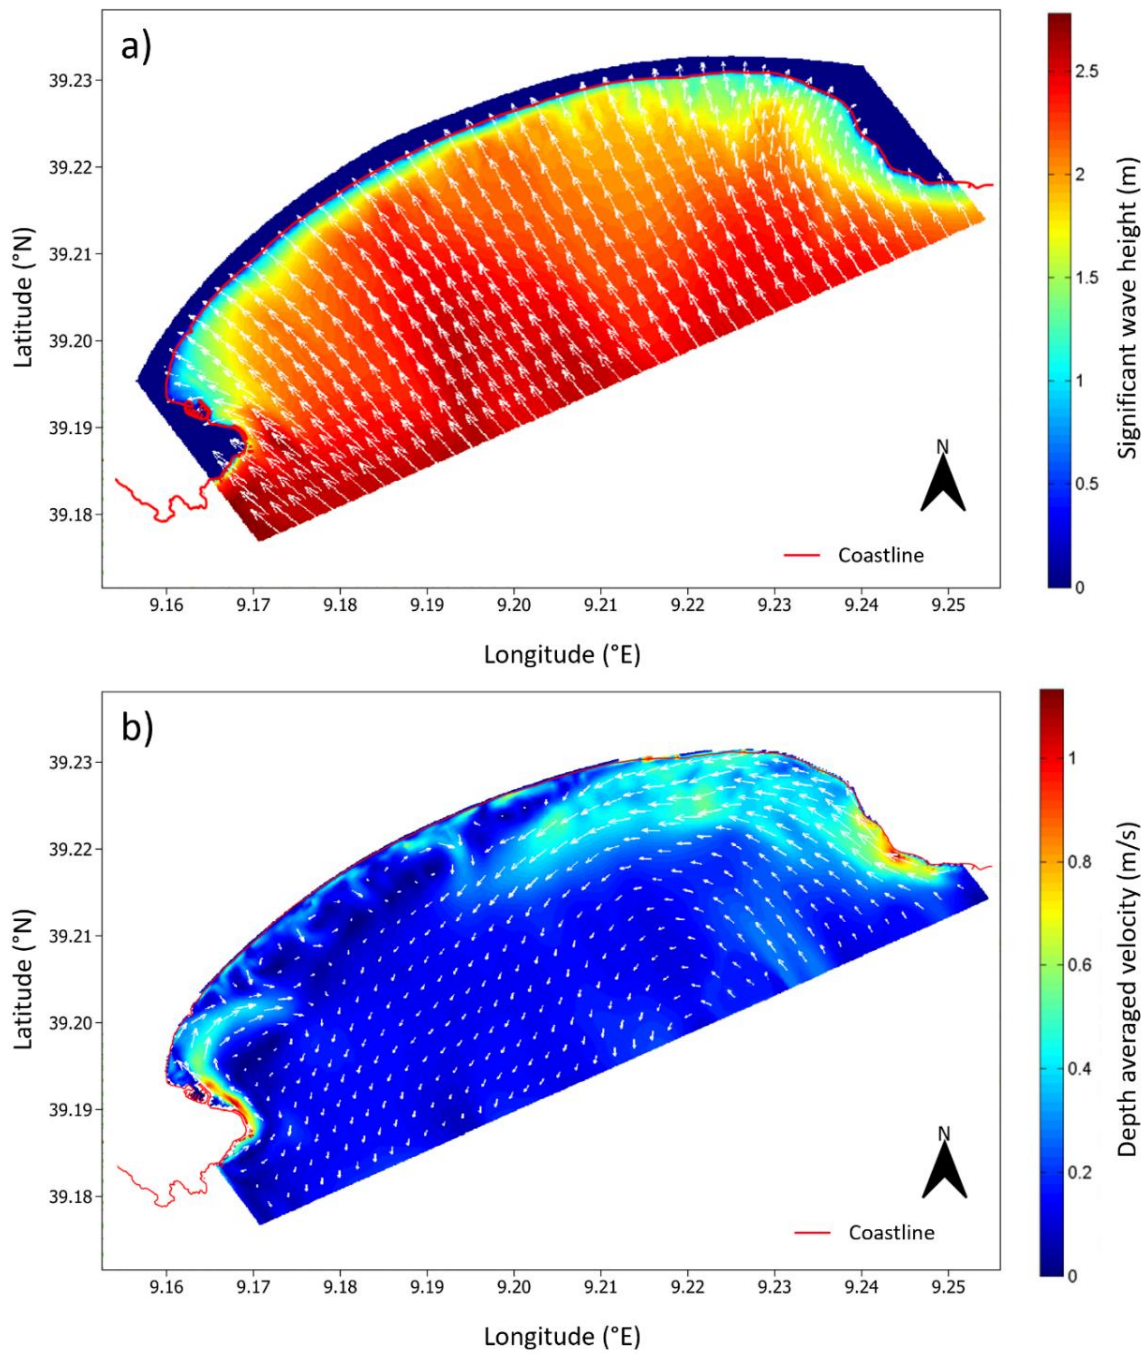 a)
39.23
39.22
39.21
39.20
39.19
39.18
Latitude (°N)
9.16 9.17 9.18 9.19 9.20 9.21 9.22 9.23 9.24 9.25
Longitude (°E)
N
Coastline
2.5
2
1.5
1
0.5
0
Significant wave height (m)
b)
39.23
39.22
39.21
39.20
39.19
39.18
Latitude (°N)
9.16 9.17 9.18 9.19 9.20 9.21 9.22 9.23 9.24 9.25
Longitude (°E)
N
Coastline
1
0.8
0.6
0.4
0.2
0
Depth averaged velocity (m/s)